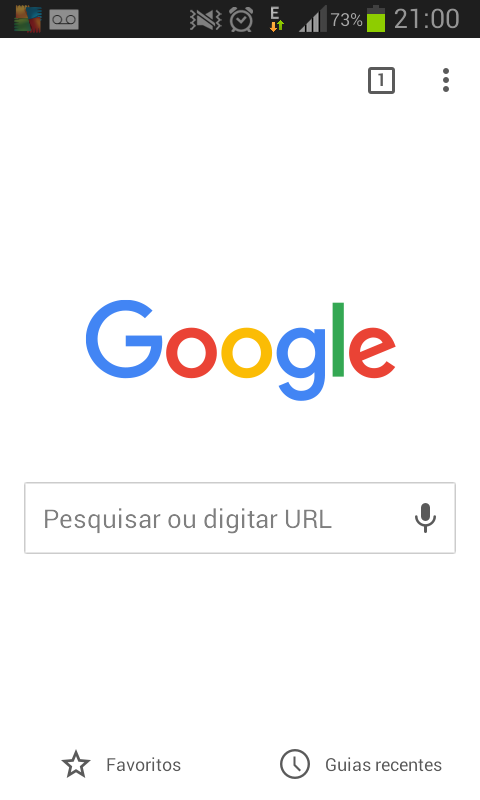 E 73% 21:00
1
Google
Pesquisar ou digitar URL
Favoritos Guias recentes